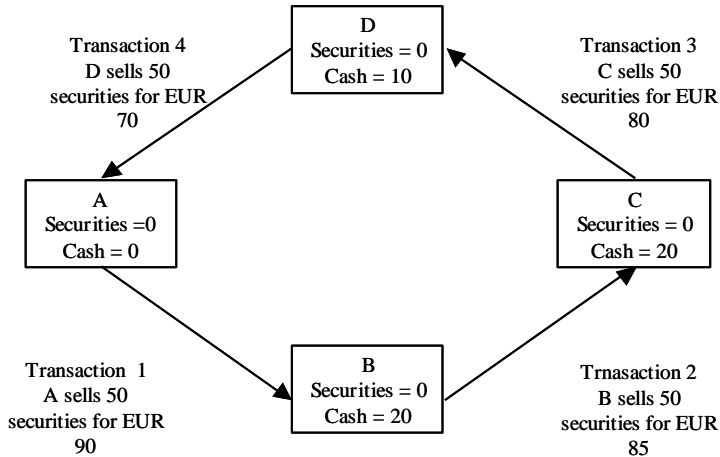 D
Securities = 0
Cash = 10
Transaction 4
D sells 50
securities for EUR
70
Transaction 3
C sells 50
securities for EUR
80
A
Securities =0
Cash = 0
C
Securities = 0
Cash = 20
B
Securities = 0
Cash = 20
Transaction 1
A sells 50
securities for EUR
90
Trnasaction 2
B sells 50
securities for EUR
85